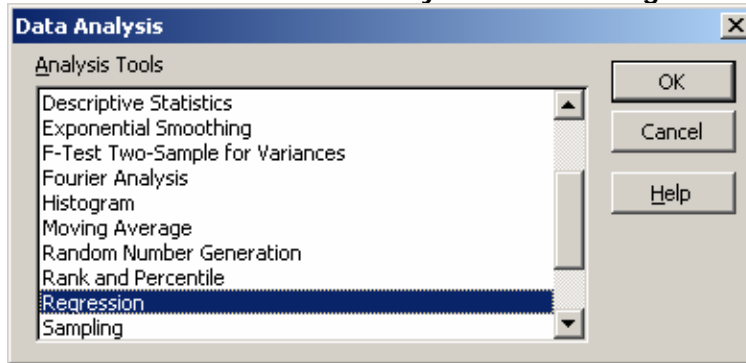 Data Analysis
Analysis Tools
Descriptive Statistics
Exponential Smoothing
F-Test Two-Sample for Variances
Fourier Analysis
Histogram
Moving Average
Random Number Generation
Rank and Percentile
Regression
Sampling
OK
Cancel
Help